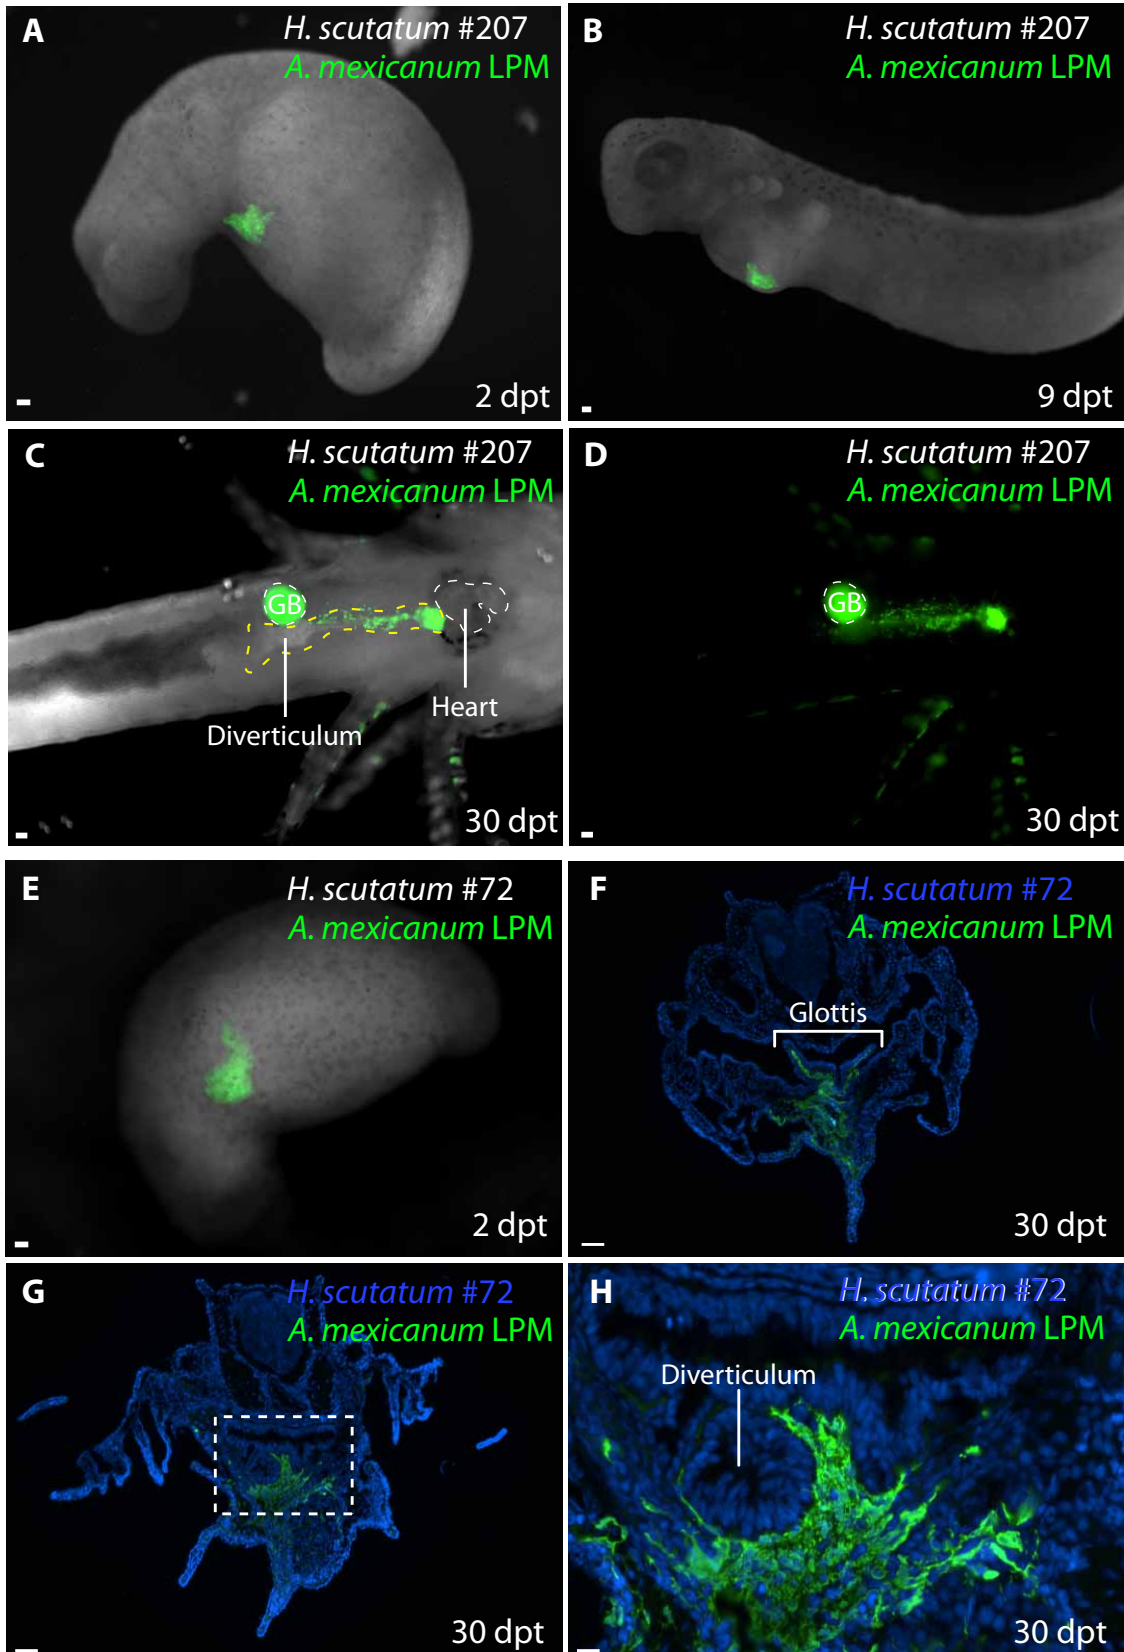 A
H. scutatum #207
A. mexicanum LPM
2 dpt
B
H. scutatum #207
A. mexicanum LPM
9 dpt
C
H. scutatum #207
A. mexicanum LPM
GB
Heart
Diverticulum
30 dpt
D
H. scutatum #207
A. mexicanum LPM
GB
30 dpt
E
H. scutatum #72
A. mexicanum LPM
2 dpt
F
H. scutatum #72
A. mexicanum LPM
Glottis
30 dpt
G
H. scutatum #72
A. mexicanum LPM
30 dpt
H
H. scutatum #72
A. mexicanum LPM
Diverticulum
30 dpt